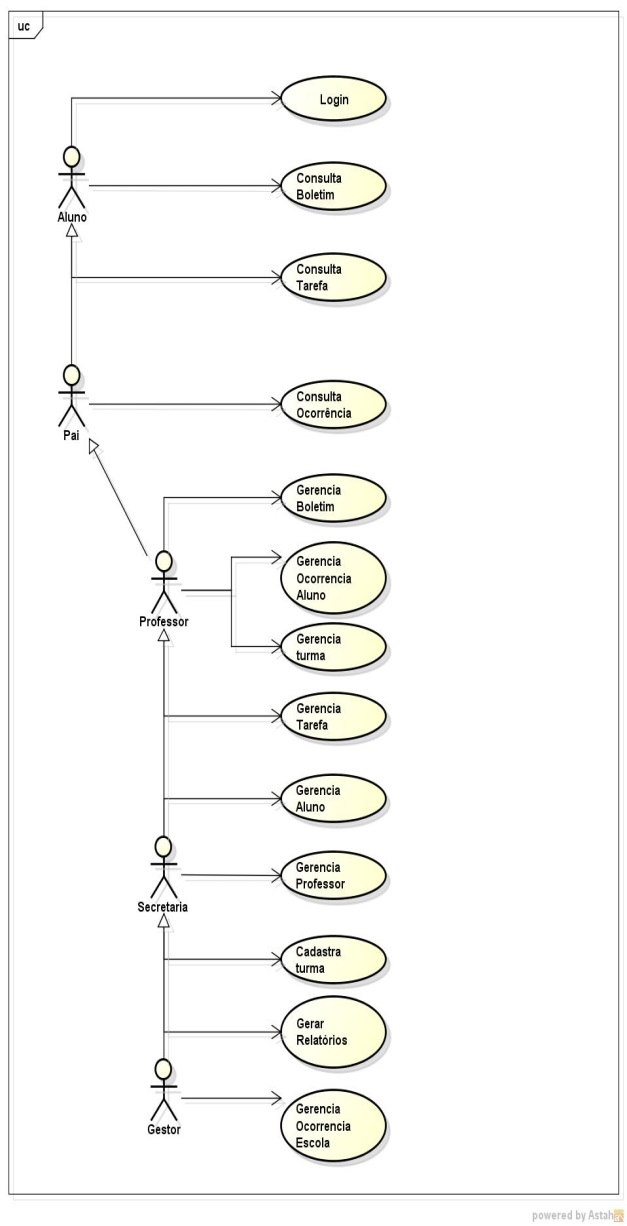 uc
Login
Aluno
Consulta
Boletim
Consulta
Tarefa
Pai
Consulta
Ocorrência
Gerencia
Boletim
Professor
Gerencia
Ocorrencia
Aluno
Gerencia
turma
Gerencia
Tarefa
Gerencia
Aluno
Secretaria
Gerencia
Professor
Cadastra
turma
Gerar
Relatórios
Gestor
Gerencia
Ocorrencia
Escola
powered by Astah